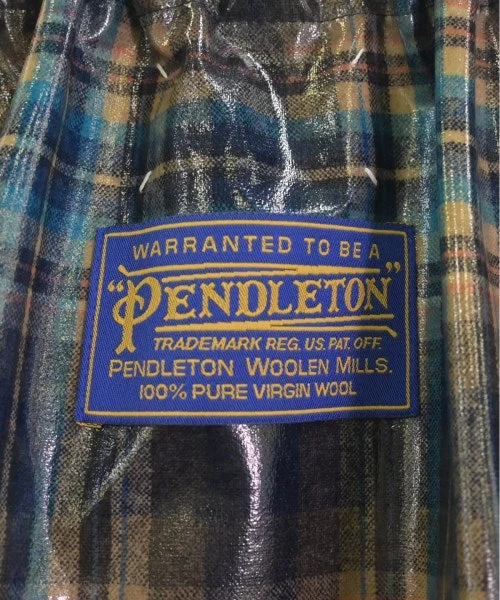 WARRANTED TO BE A
"PENDLETON"
TRADEMARK REG. US. PAT. OFF.
PENDLETON WOOLEN MILLS.
100% PURE VIRGIN WOOL